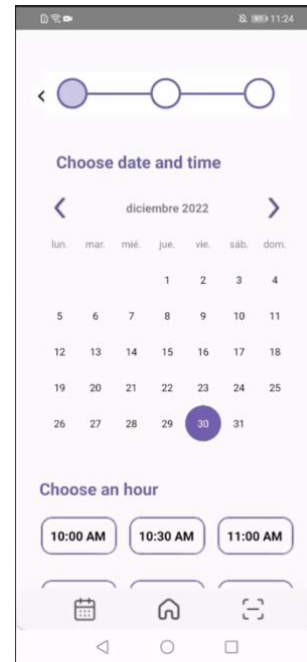 11:24
Choose date and time
diciembre 2022
lun. mar. mié. jue. vie. sáb. dom.
1 2 3 4
5 6 7 8 9 10 11
12 13 14 15 16 17 18
19 20 21 22 23 24 25
26 27 28 29 30 31
Choose an hour
10:00 AM 10:30 AM 11:00 AM